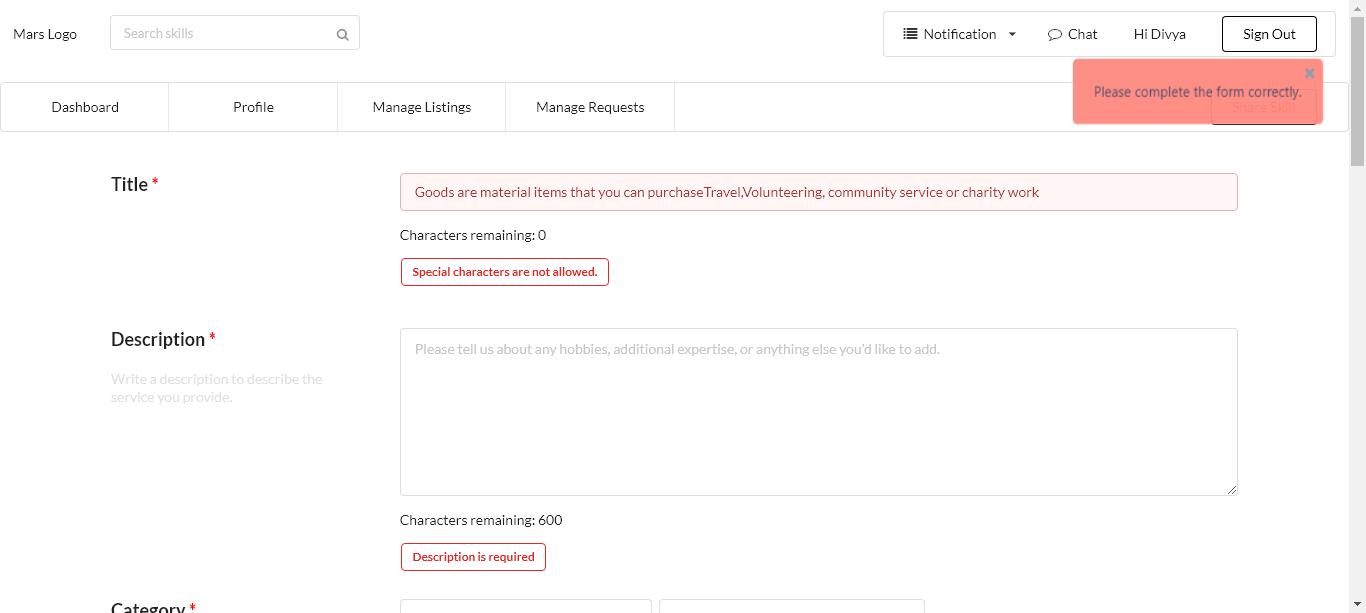 Mars Logo
Search skills
Notification
Chat
Hi Divya
Sign Out
Please complete the form correctly.
Dashboard
Profile
Manage Listings
Manage Requests
Share Skill
Title *
Goods are material items that you can purchaseTravel,Volunteering, community service or charity work
Characters remaining: 0
Special characters are not allowed.
Description *
Write a description to describe the
service you provide.
Please tell us about any hobbies, additional expertise, or anything else you'd like to add.
Characters remaining: 600
Description is required
Category *